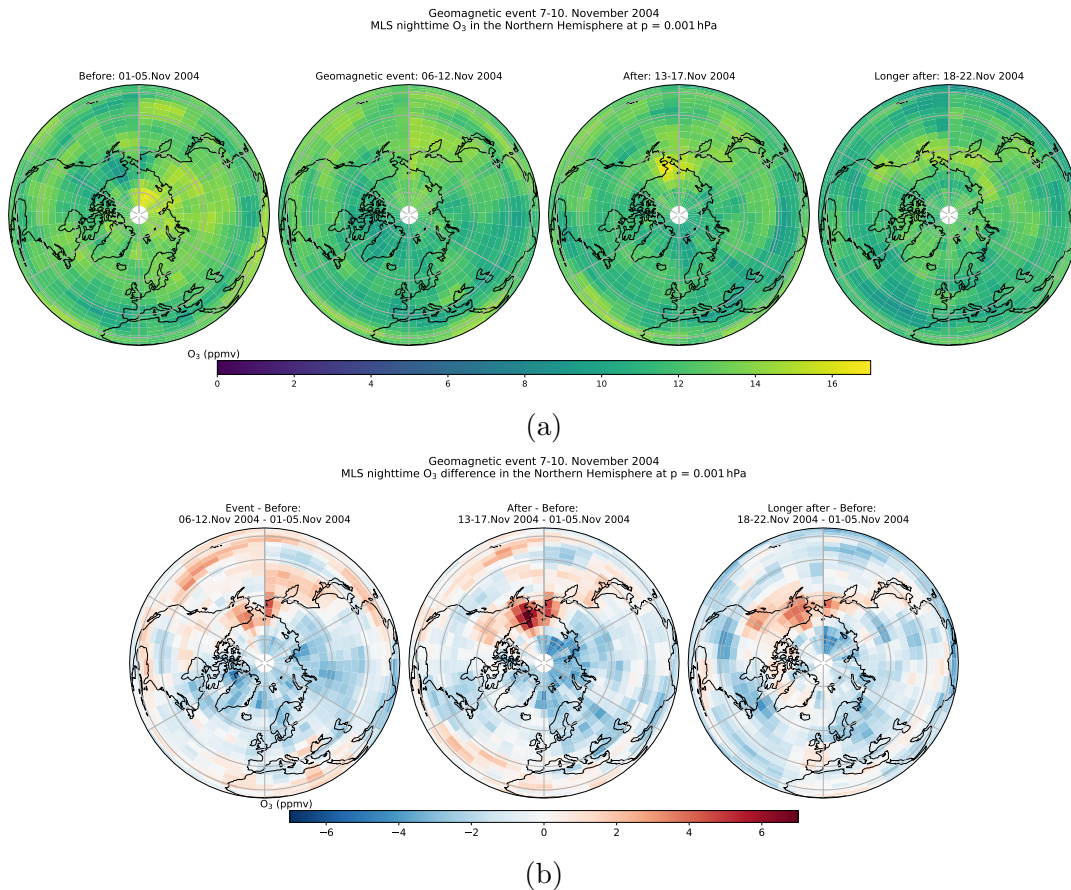 Geomagnetic event 7-10. November 2004
MLS nighttime O₃ in the Northern Hemisphere at p = 0.001 hPa
Before: 01-05.Nov 2004
Geomagnetic event: 06-12.Nov 2004
After: 13-17.Nov 2004
Longer after: 18-22.Nov 2004
O₃ (ppmv)
0 2 4 6 8 10 12 14 16
(a)
Geomagnetic event 7-10. November 2004
MLS nighttime O₃ difference in the Northern Hemisphere at p = 0.001 hPa
Event - Before:
06-12.Nov 2004 - 01-05.Nov 2004
After - Before:
13-17.Nov 2004 - 01-05.Nov 2004
Longer after - Before:
18-22.Nov 2004 - 01-05.Nov 2004
O₃ (ppmv)
−6 −4 −2 0 2 4 6
(b)